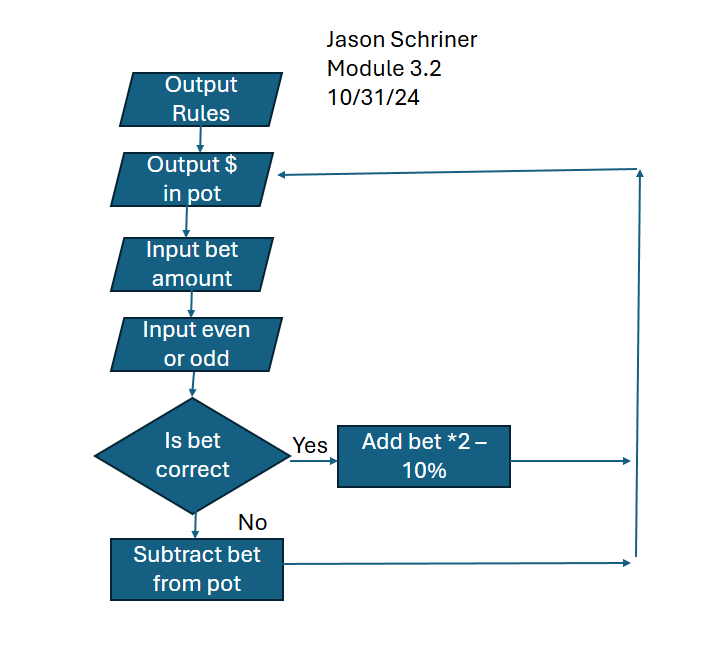 Jason Schriner
Module 3.2
10/31/24
Output
Rules
Output $
in pot
Input bet
amount
Input even
or odd
Is bet
correct
Yes
Add bet *2 –
10%
No
Subtract bet
from pot